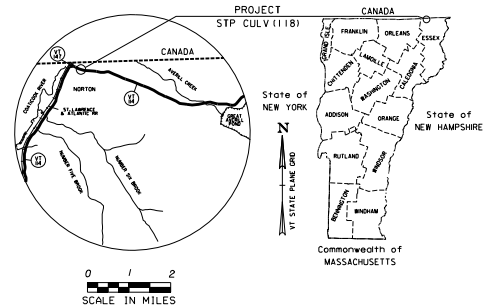 PROJECT
STP CULV (118)
CANADA
CANADA
VT
147
NORTON
COATICOOK RIVER
AVERILL CREEK
ST. LAWRENCE
& ATLANTIC RR
VT
114
VT
114
GREAT
POND
NUMBER FIVE BROOK
NUMBER SIX BROOK
0 1 2
SCALE IN MILES
State of
NEW YORK
N
VT STATE PLANE GRID
GRAND ISLE
FRANKLIN
ORLEANS
ESSEX
LAMOILLE
CHITTENDEN
CALEDONIA
WASHINGTON
ADDISON
ORANGE
State of
NEW HAMPSHIRE
RUTLAND
WINDSOR
BENNINGTON
WINDHAM
Commonwealth of
MASSACHUSETTS